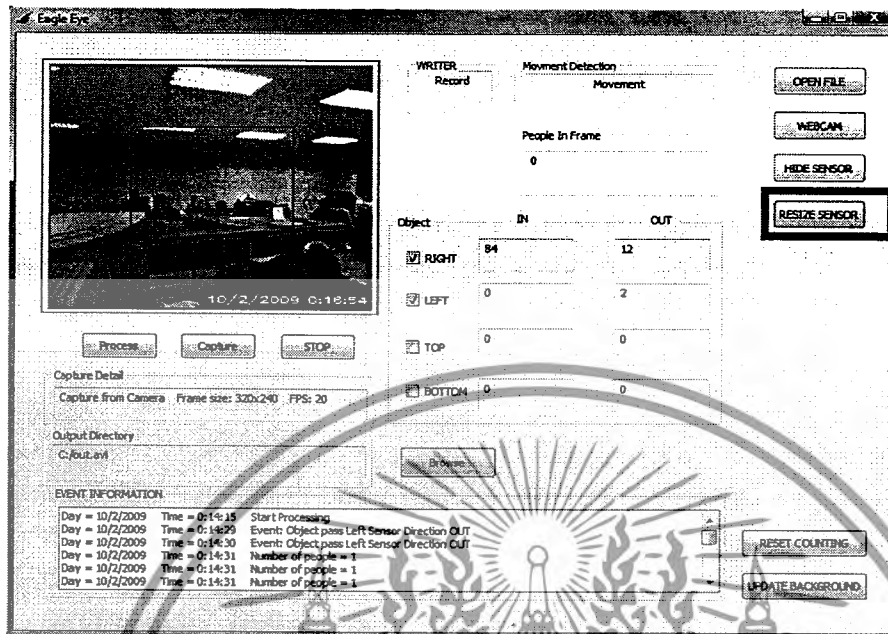 Eagle Eye
WRITER
Record
Movment Detection
Movement
People In Frame
0
OPEN FILE
WEBCAM
HIDE SENSOR
RESIZE SENSOR
10/2/2009 0:16:54
Object IN OUT
RIGHT 84 12
LEFT 0 2
TOP 0 0
BOTTOM 0 0
Process Capture STOP
Capture Detail
Capture from Camera Frame size: 320x240 FPS: 20
Output Directory
C:/out.avi
Browse
EVENT INFORMATION
Day = 10/2/2009 Time = 0:14:15 Start Processing
Day = 10/2/2009 Time = 0:14:29 Event: Object pass Left Sensor Direction OUT
Day = 10/2/2009 Time = 0:14:30 Event: Object pass Left Sensor Direction OUT
Day = 10/2/2009 Time = 0:14:31 Number of people = 1
Day = 10/2/2009 Time = 0:14:31 Number of people = 1
Day = 10/2/2009 Time = 0:14:31 Number of people = 1
RESET COUNTING
UPDATE BACKGROUND